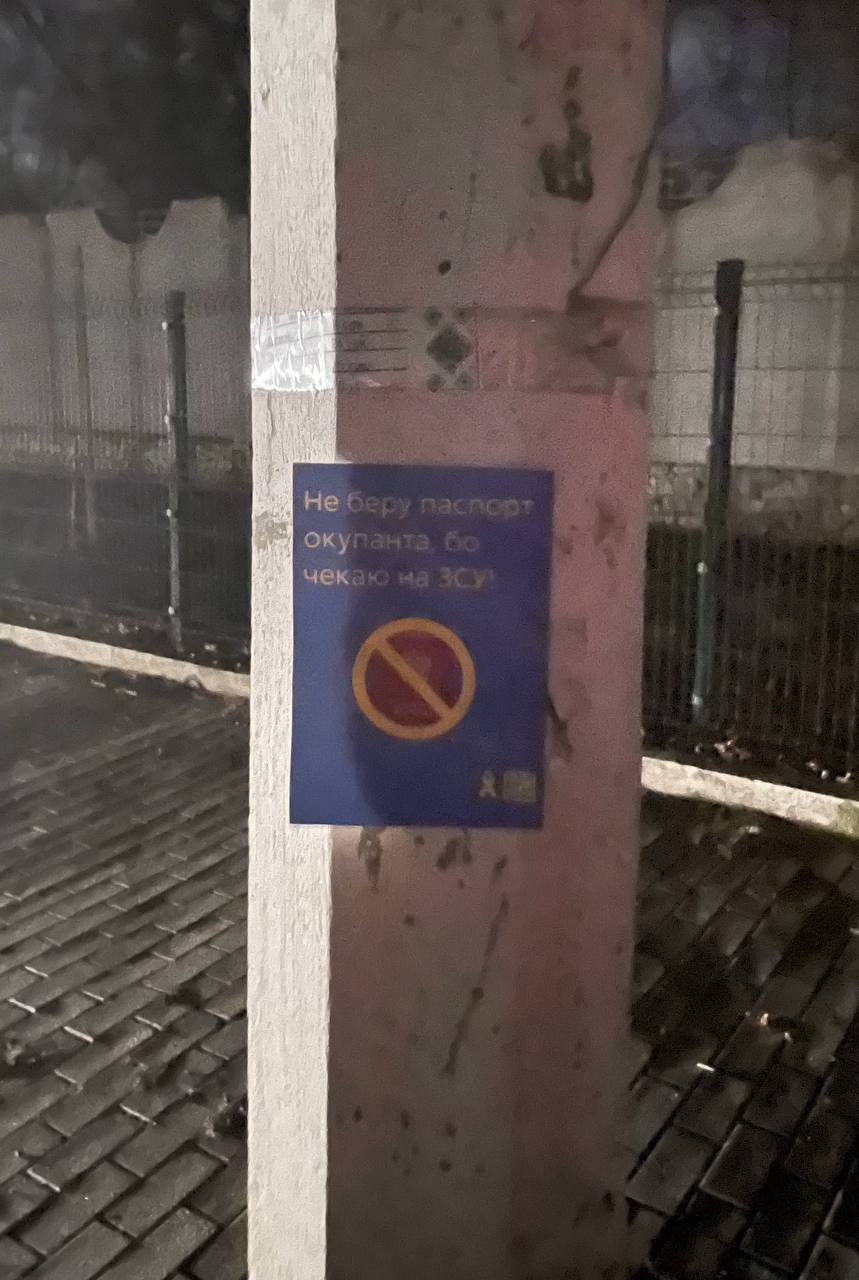 Не беру паспорт
окупанта, бо
чекаю на ЗСУ!